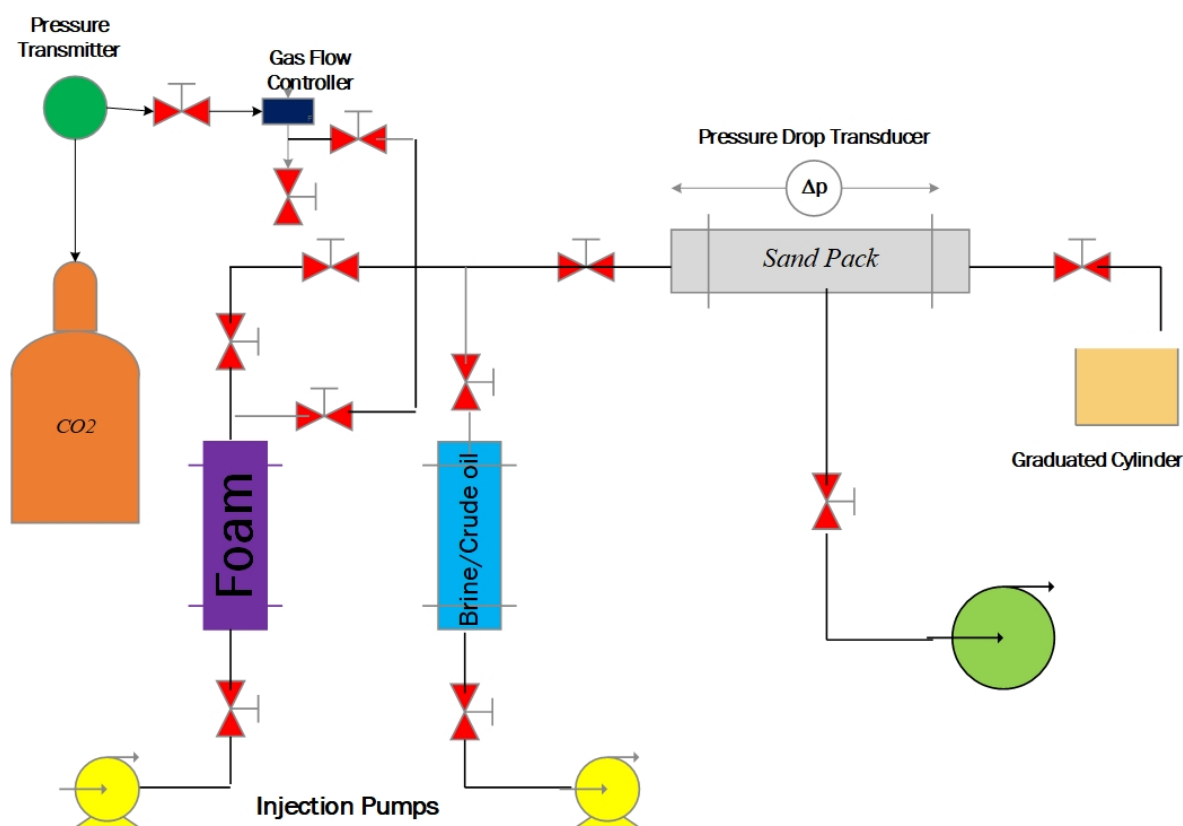 Pressure
Transmitter
Gas Flow
Controller
Pressure Drop Transducer
Δp
Sand Pack
CO2
Graduated Cylinder
Foam
Brine/Crude oil
Injection Pumps